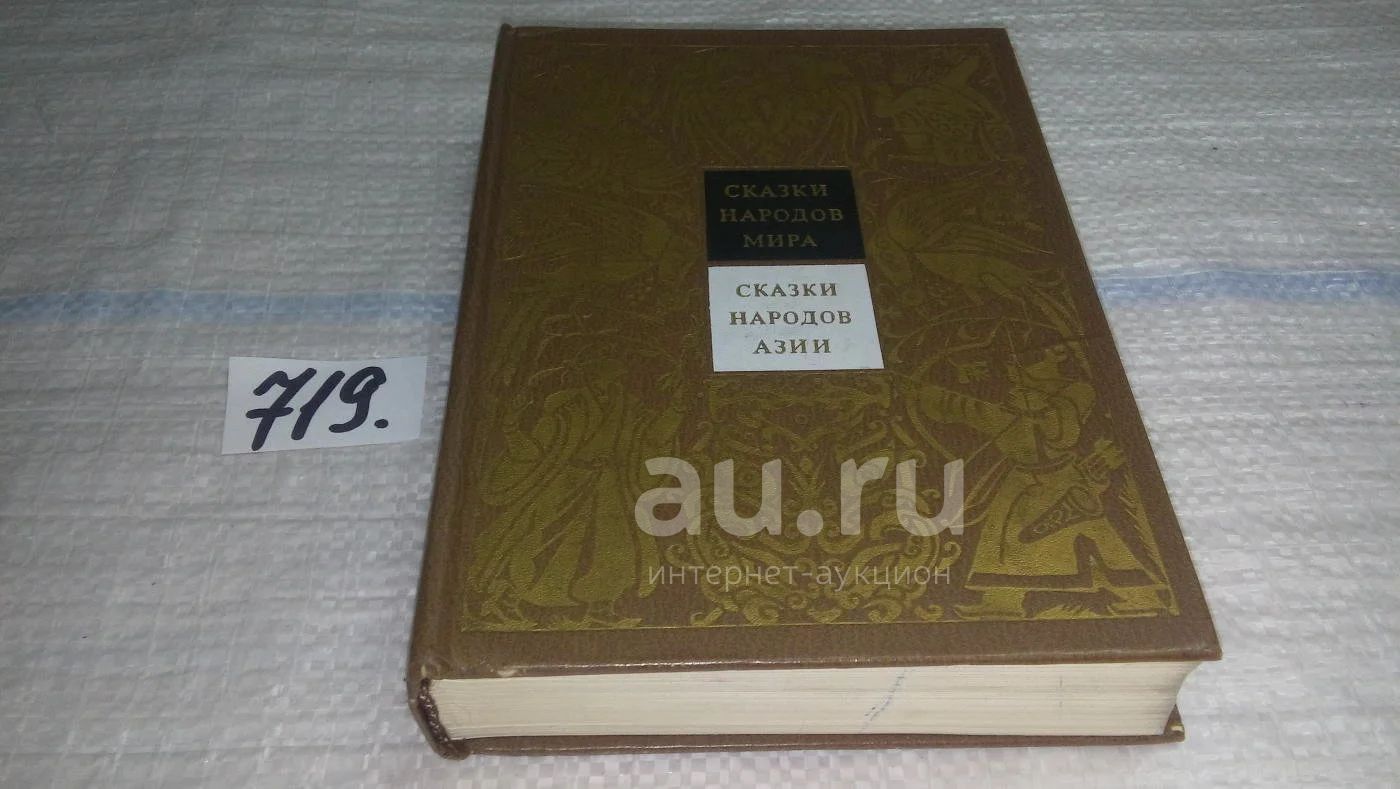 СКАЗКИ
НАРОДОВ
МИРА
СКАЗКИ
НАРОДОВ
АЗИИ
719.
au.ru
интернет-аукцион